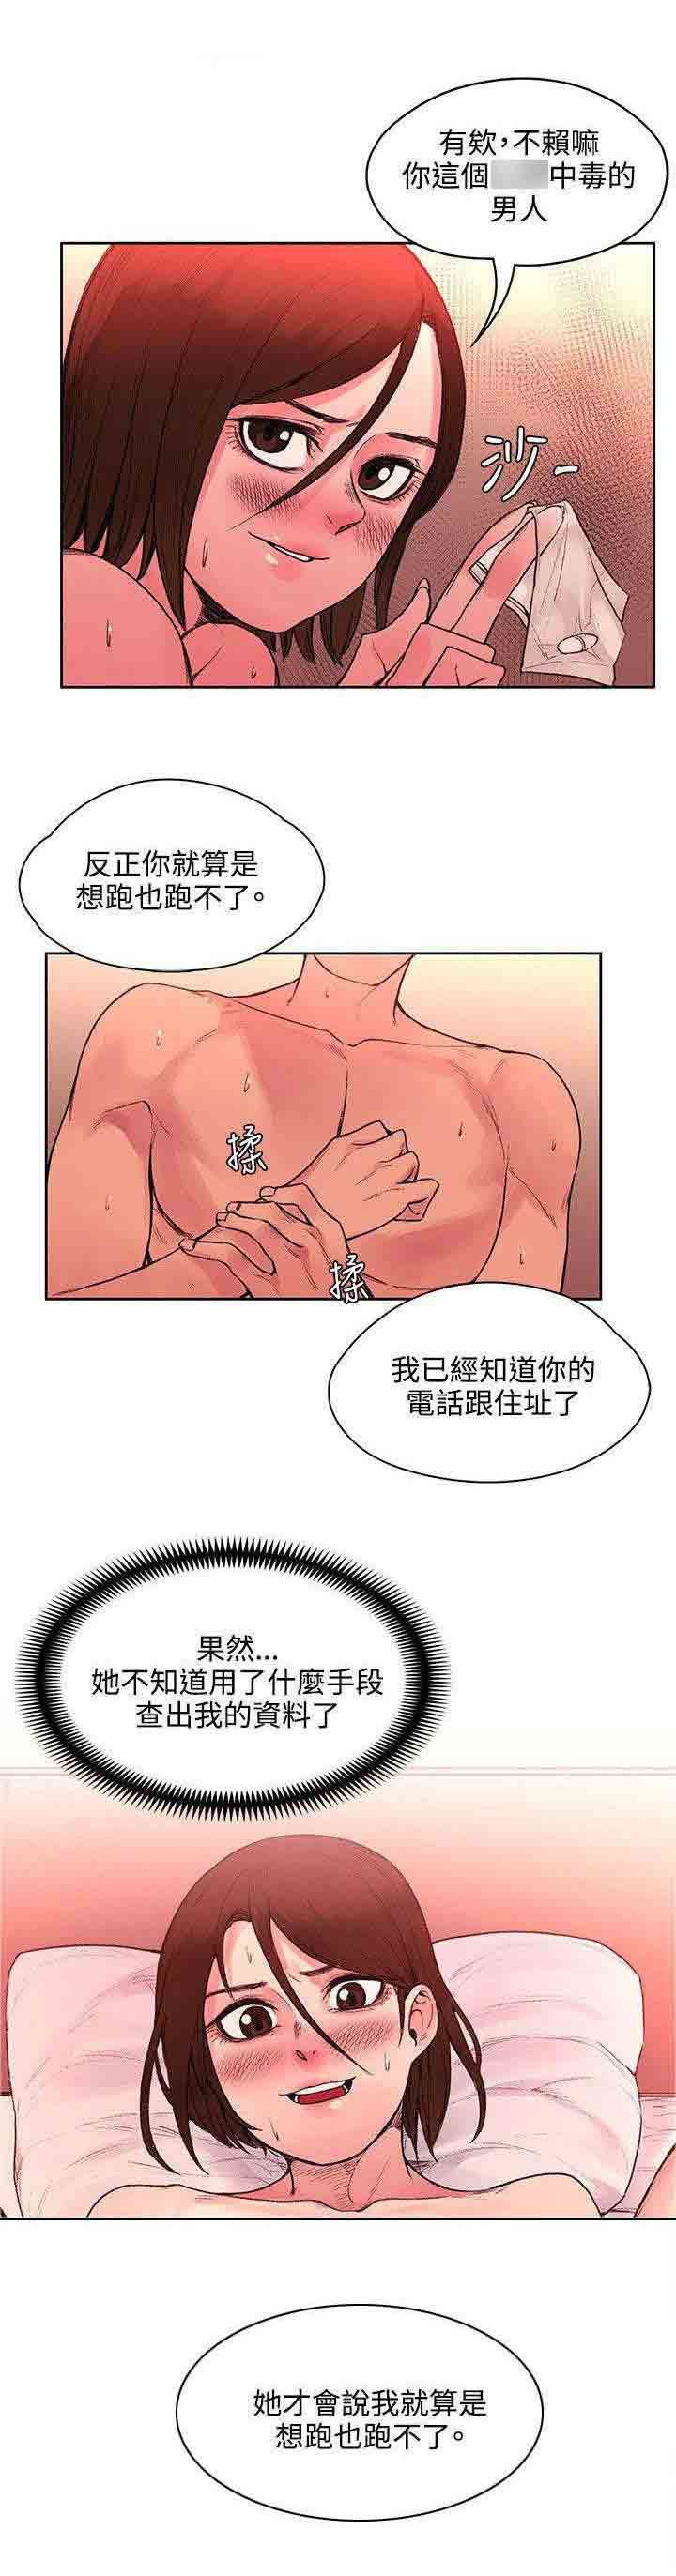 有欸，不賴嘛
你這個 中毒的
男人
沙
反正你就算是
想跑也跑不了。
揉
揉
我已經知道你的
電話跟住址了
果然...
她不知道用了什麼手段
查出我的資料了
她才會說我就算是
想跑也跑不了。